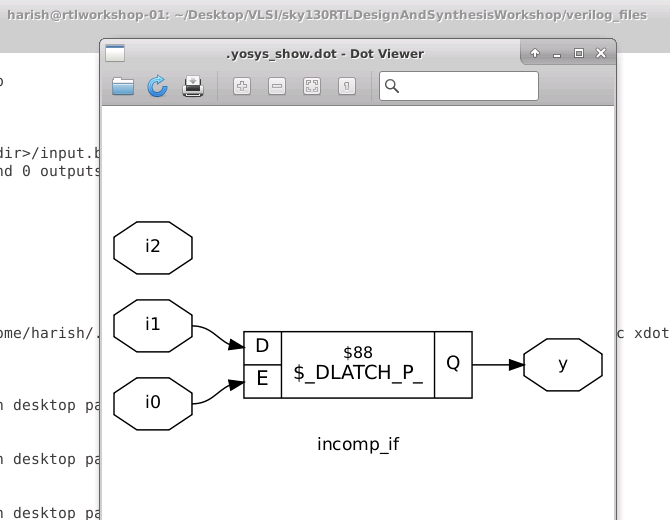 harish@rtlworkshop-01: ~/Desktop/VLSI/sky130RTLDesignAndSynthesisWorkshop/verilog_files
.yosys_show.dot - Dot Viewer
dir>/input.b
nd 0 outputs
i2
i1
i0
D
E
$88
$_DLATCH_P_
Q
y
ome/harish/.
c xdot
incomp_if
n desktop pa
n desktop pa
n desktop pa